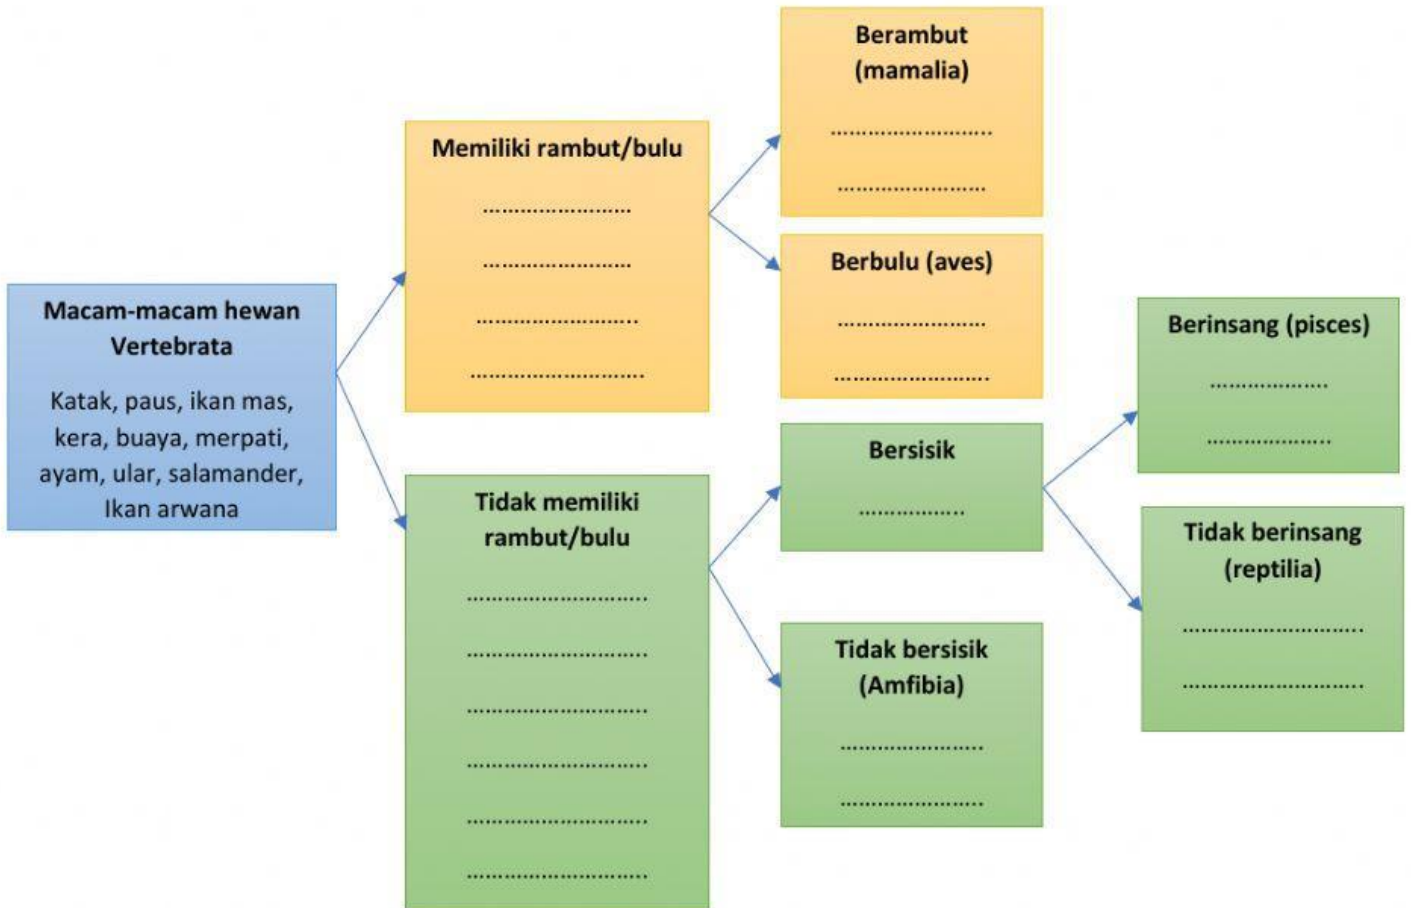 Macam-macam hewan
Vertebrata
Katak, paus, ikan mas,
kera, buaya, merpati,
ayam, ular, salamander,
Ikan arwana
Memiliki rambut/bulu
……………………
……………………
……………………..
……………………….
Tidak memiliki
rambut/bulu
………………………..
………………………..
………………………..
………………………..
………………………..
………………………..
Berambut
(mamalia)
……………………..
……………………
Berbulu (aves)
……………………
…………………….
Bersisik
……………..
Tidak bersisik
(Amfibia)
…………………..
…………………..
Berinsang (pisces)
……………….
………………..
Tidak berinsang
(reptilia)
………………………..
………………………..